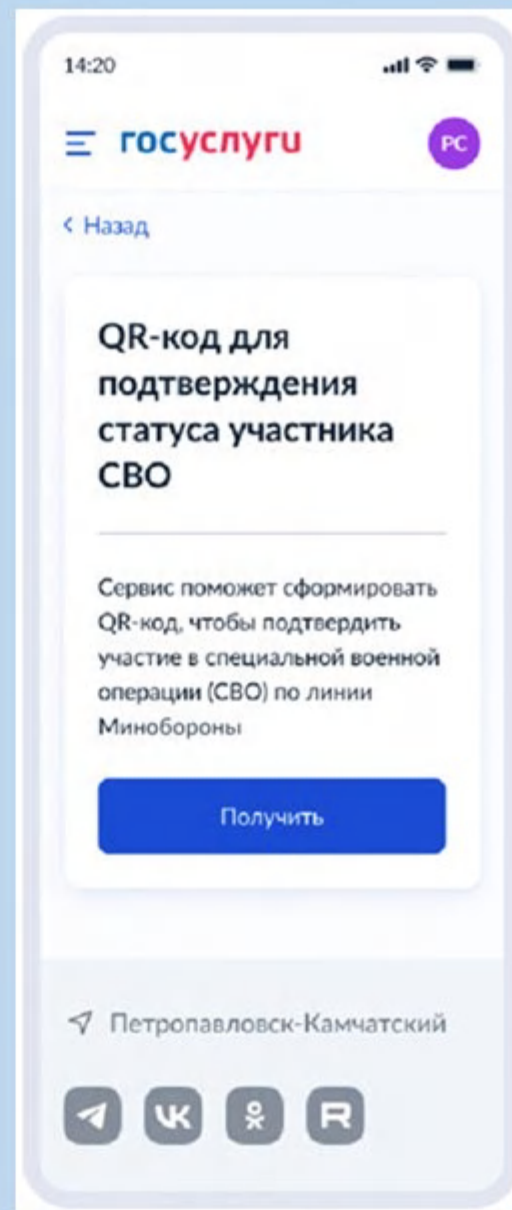 14:20
госуслуги
РС
Назад
QR-код для
подтверждения
статуса участника
СВО
Сервис поможет сформировать
QR-код, чтобы подтвердить
участие в специальной военной
операции (СВО) по линии
Минобороны
Получить
Петропавловск-Камчатский